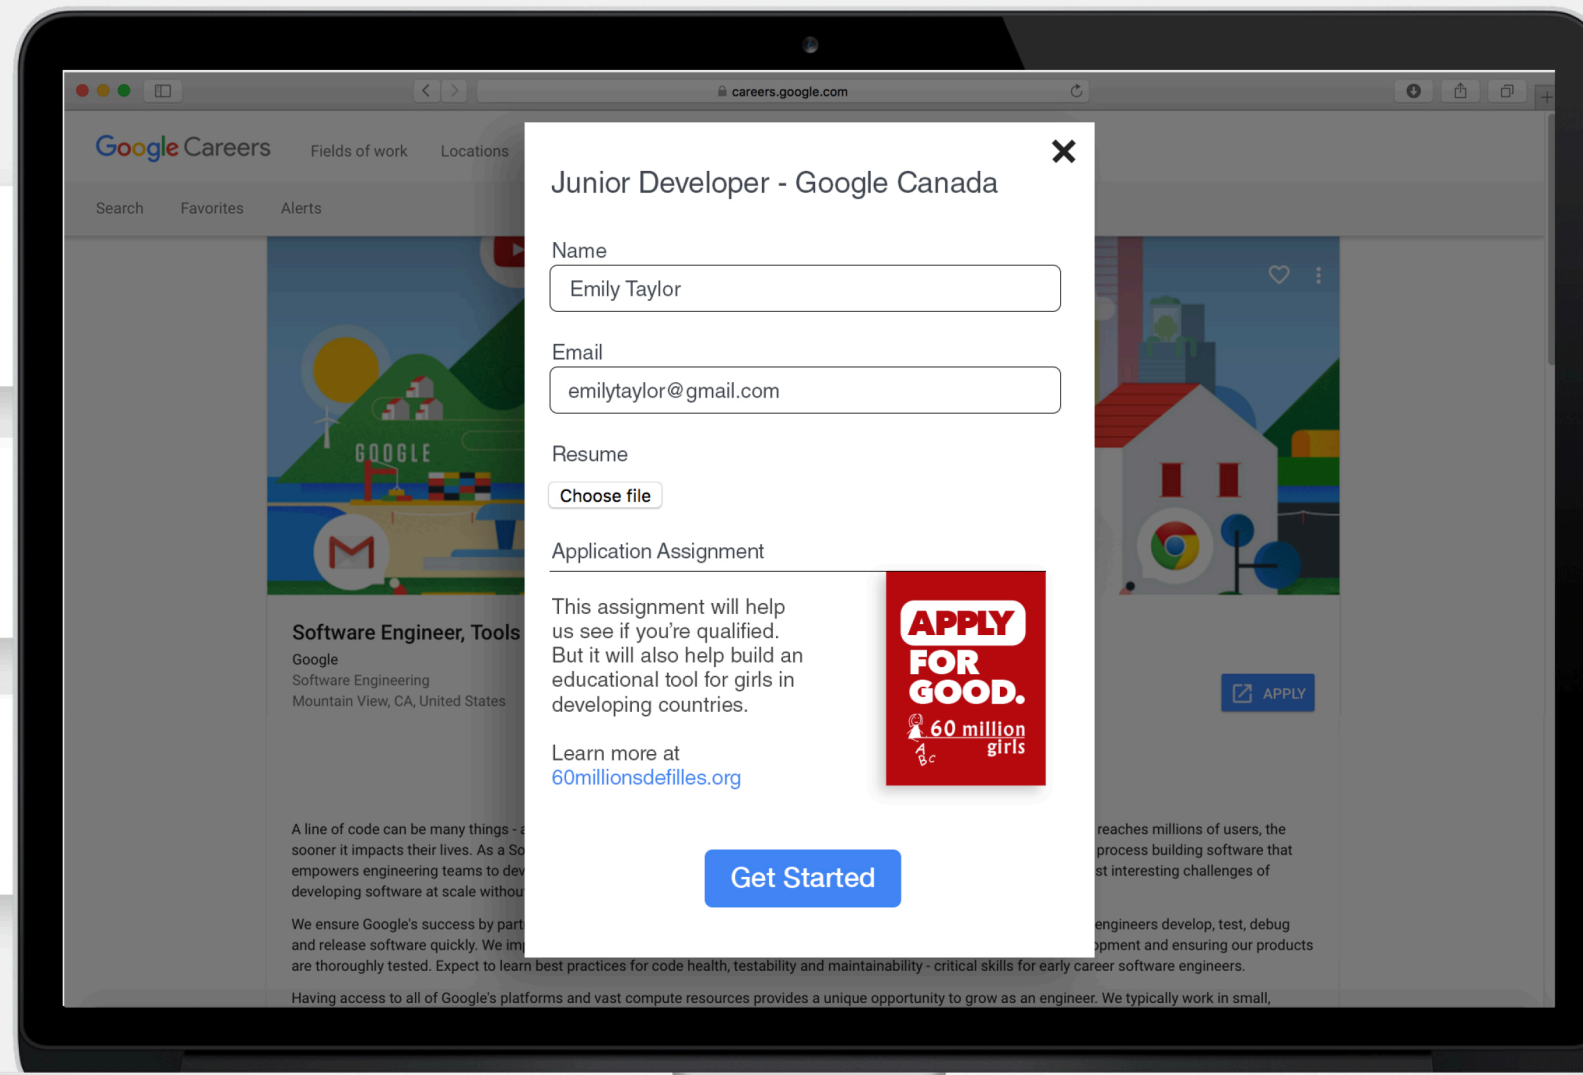 careers.google.com
Google Careers
Fields of work
Locations
Search
Favorites
Alerts
Junior Developer - Google Canada
Name
Emily Taylor
Email
emilytaylor@gmail.com
Resume
Choose file
Application Assignment
This assignment will help
us see if you're qualified.
But it will also help build an
educational tool for girls in
developing countries.
Learn more at
60millionsdefilles.org
APPLY
FOR
GOOD.
60 million
girls
A
B C
Get Started
GOOGLE
Software Engineer, Tools
Google
Software Engineering
Mountain View, CA, United States
APPLY
A line of code can be many things - reaches millions of users, the
sooner it impacts their lives. As a process building software that
empowers engineering teams to interesting challenges of
developing software at scale
We ensure Google's success by engineers develop, test, debug
and release software quickly. We and ensuring our products
are thoroughly tested. Expect to learn best practices for code health, testability and maintainability - critical skills for early career software engineers.
Having access to all of Google's platforms and vast compute resources provides a unique opportunity to grow as an engineer. We typically work in small,